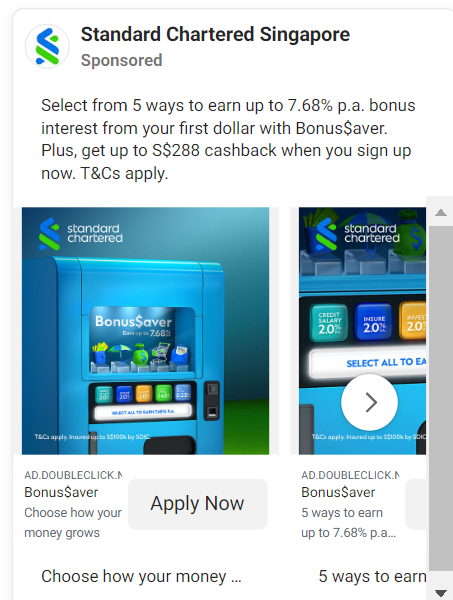 Standard Chartered Singapore
Sponsored
Select from 5 ways to earn up to 7.68% p.a. bonus
interest from your first dollar with Bonus$aver.
Plus, get up to S$288 cashback when you sign up
now. T&Cs apply.
standard
chartered
Bonus$aver
Earn up to 7.68%
SELECT ALL TO EARN 7.68% P.A.
T&Cs apply. Insured up to S$100k by SDIC.
standard
chartered
CREDIT
SALARY
2.0%
INSURE
2.0%
INVES
2.0
SELECT ALL TO EA
T&Cs apply. Insured up to S$100k by SDIC
AD.DOUBLECLICK.N
Bonus$aver
Choose how your
money grows
Apply Now
AD.DOUBLECLICK.N
Bonus$aver
5 ways to earn
up to 7.68% p.a...
Choose how your money ...
5 ways to earn